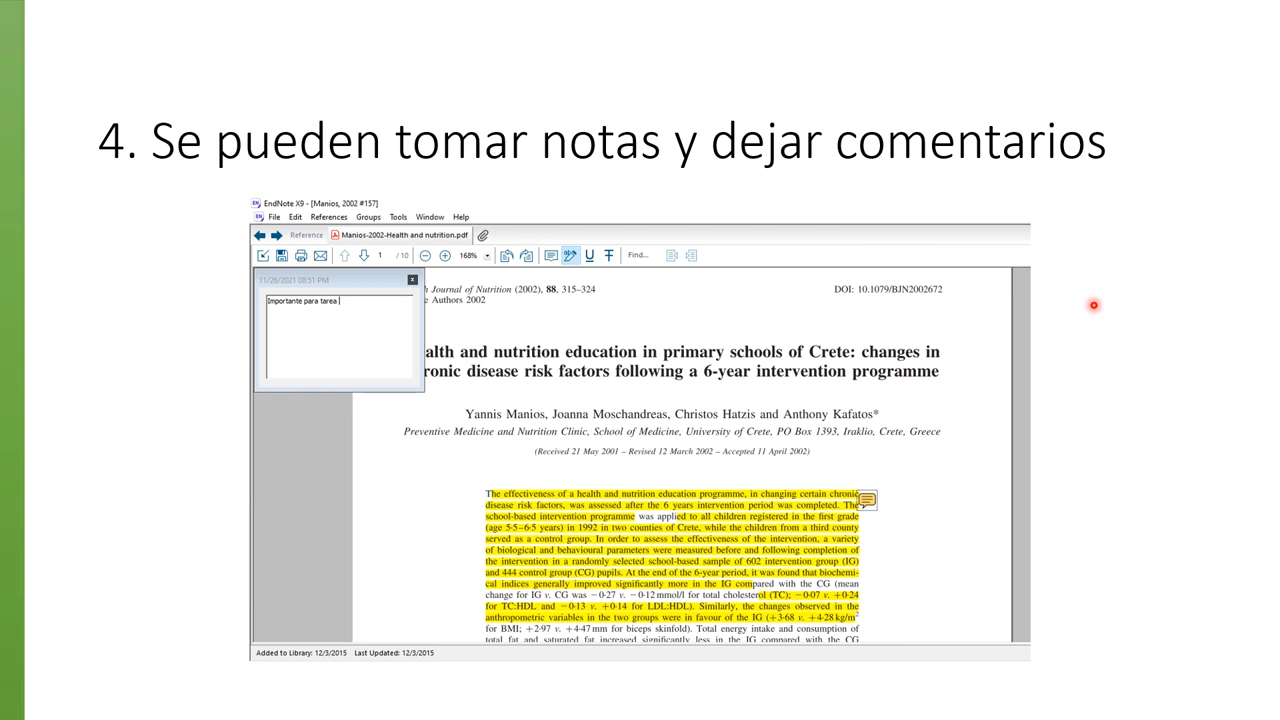 4. Se pueden tomar notas y dejar comentarios
EndNote X9 - [Manios, 2002 #157]
File Edit References Groups Tools Window Help
Reference Manios-2002-Health and nutrition.pdf
1 / 10 168% Find...
11/26/2021 08:51 PM
Importante para tarea
h Journal of Nutrition (2002), 88, 315–324 DOI: 10.1079/BJN2002672
e Authors 2002
alth and nutrition education in primary schools of Crete: changes in
ronic disease risk factors following a 6-year intervention programme
Yannis Manios, Joanna Moschandreas, Christos Hatzis and Anthony Kafatos*
Preventive Medicine and Nutrition Clinic, School of Medicine, University of Crete, PO Box 1393, Iraklio, Crete, Greece
(Received 21 May 2001 – Revised 12 March 2002 – Accepted 11 April 2002)
The effectiveness of a health and nutrition education programme, in changing certain chronic
disease risk factors, was assessed after the 6 years intervention period was completed. The
school-based intervention programme was applied to all children registered in the first grade
(age 5·5–6·5 years) in 1992 in two counties of Crete, while the children from a third county
served as a control group. In order to assess the effectiveness of the intervention, a variety
of biological and behavioural parameters were measured before and following completion of
the intervention in a randomly selected school-based sample of 602 intervention group (IG)
and 444 control group (CG) pupils. At the end of the 6-year period, it was found that biochemi-
cal indices generally improved significantly more in the IG compared with the CG (mean
change for IG v. CG was −0·27 v. −0·12 mmol/l for total cholesterol (TC); −0·07 v. +0·24
for TC:HDL and −0·13 v. +0·14 for LDL:HDL). Similarly, the changes observed in the
anthropometric variables in the two groups were in favour of the IG (+3·68 v. +4·28 kg/m²
for BMI; +2·97 v. +4·47 mm for biceps skinfold). Total energy intake and consumption of
total fat and saturated fat increased significantly less in the IG compared with the CG
Added to Library: 12/3/2015 Last Updated: 12/3/2015